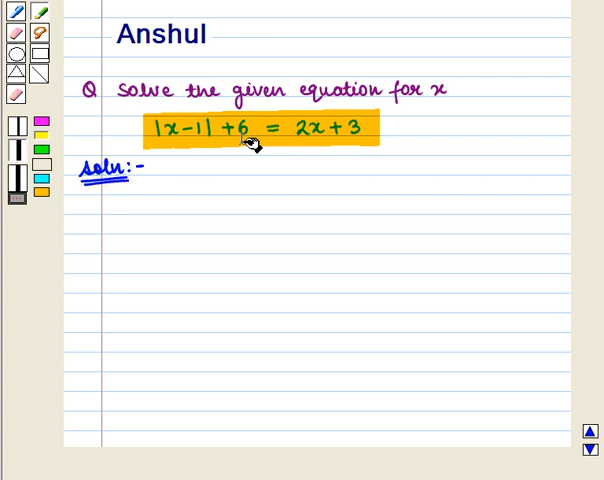 Anshul
Q Solve the given equation for x
|x-1| +6 = 2x+3
Soln:-